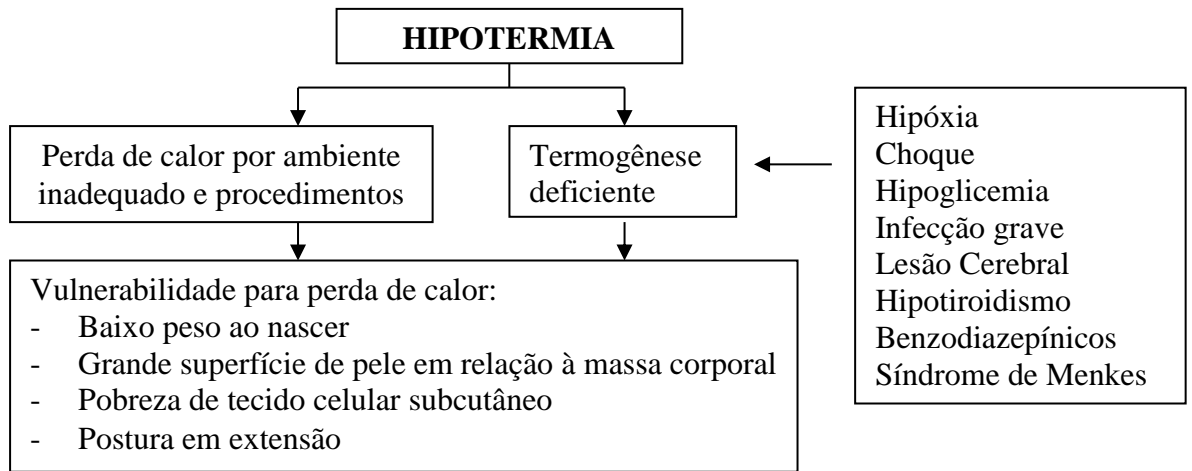 HIPOTERMIA
Perda de calor por ambiente
inadequado e procedimentos
Termogênese
deficiente
Hipóxia
Choque
Hipoglicemia
Infecção grave
Lesão Cerebral
Hipotiroidismo
Benzodiazepínicos
Síndrome de Menkes
Vulnerabilidade para perda de calor:
- Baixo peso ao nascer
- Grande superfície de pele em relação à massa corporal
- Pobreza de tecido celular subcutâneo
- Postura em extensão